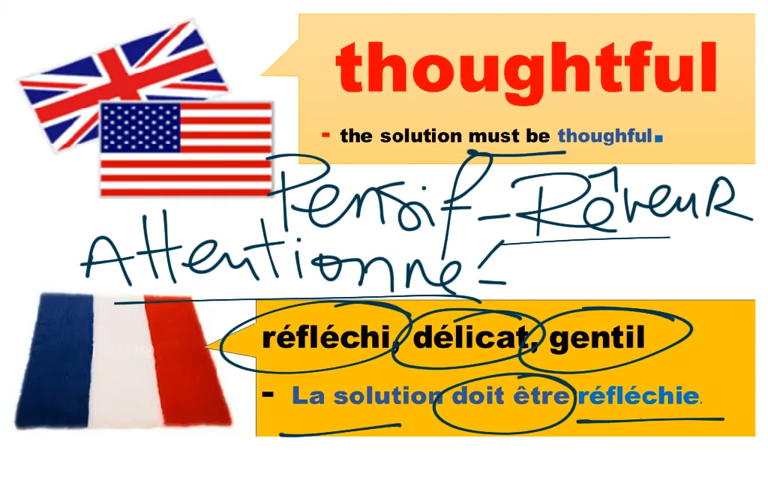 thoughtful
- the solution must be thoughful.
Pensif - Rêveur
Attentionné
réfléchi, délicat, gentil
- La solution doit être réfléchie.